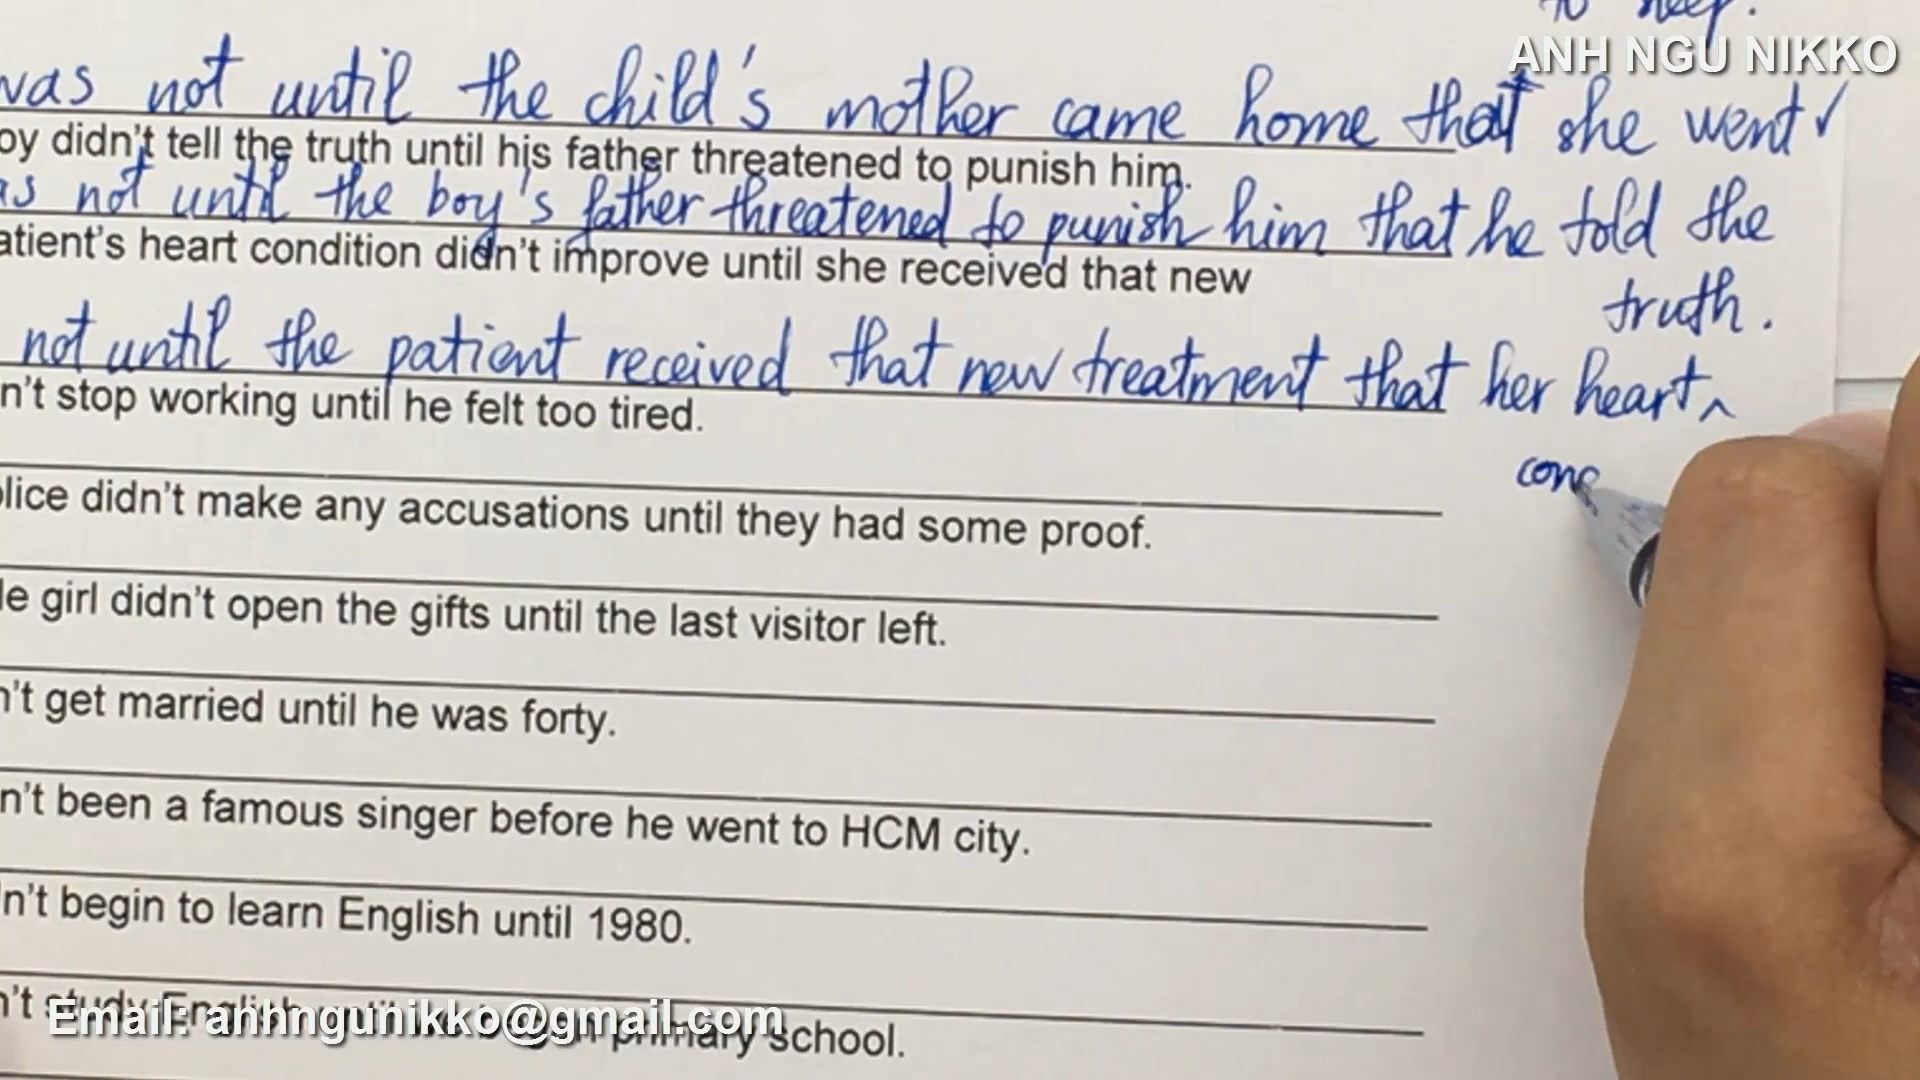 to sleep.
ANH NGU NIKKO
was not until the child's mother came home that she went
oy didn't tell the truth until his father threatened to punish him.
as not until the boy's father threatened to punish him that he told the
atient's heart condition didn't improve until she received that new
truth.
not until the patient received that new treatment that her heart
n't stop working until he felt too tired.
con
lice didn't make any accusations until they had some proof.
le girl didn't open the gifts until the last visitor left.
n't get married until he was forty.
n't been a famous singer before he went to HCM city.
n't begin to learn English until 1980.
n't study English until primary school.
Email: anhngunikko@gmail.com